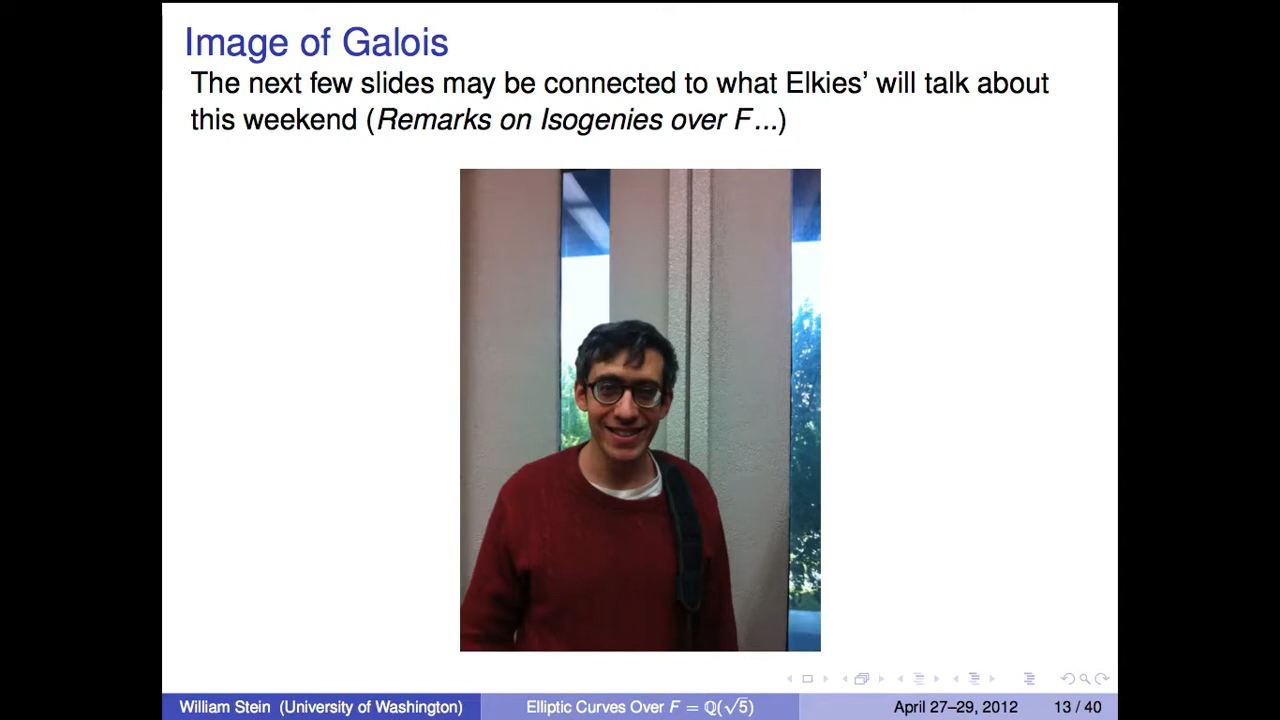 Image of Galois
The next few slides may be connected to what Elkies’ will talk about
this weekend (Remarks on Isogenies over F...)
William Stein (University of Washington)
Elliptic Curves Over F = ℚ(√5)
April 27–29, 2012
13 / 40